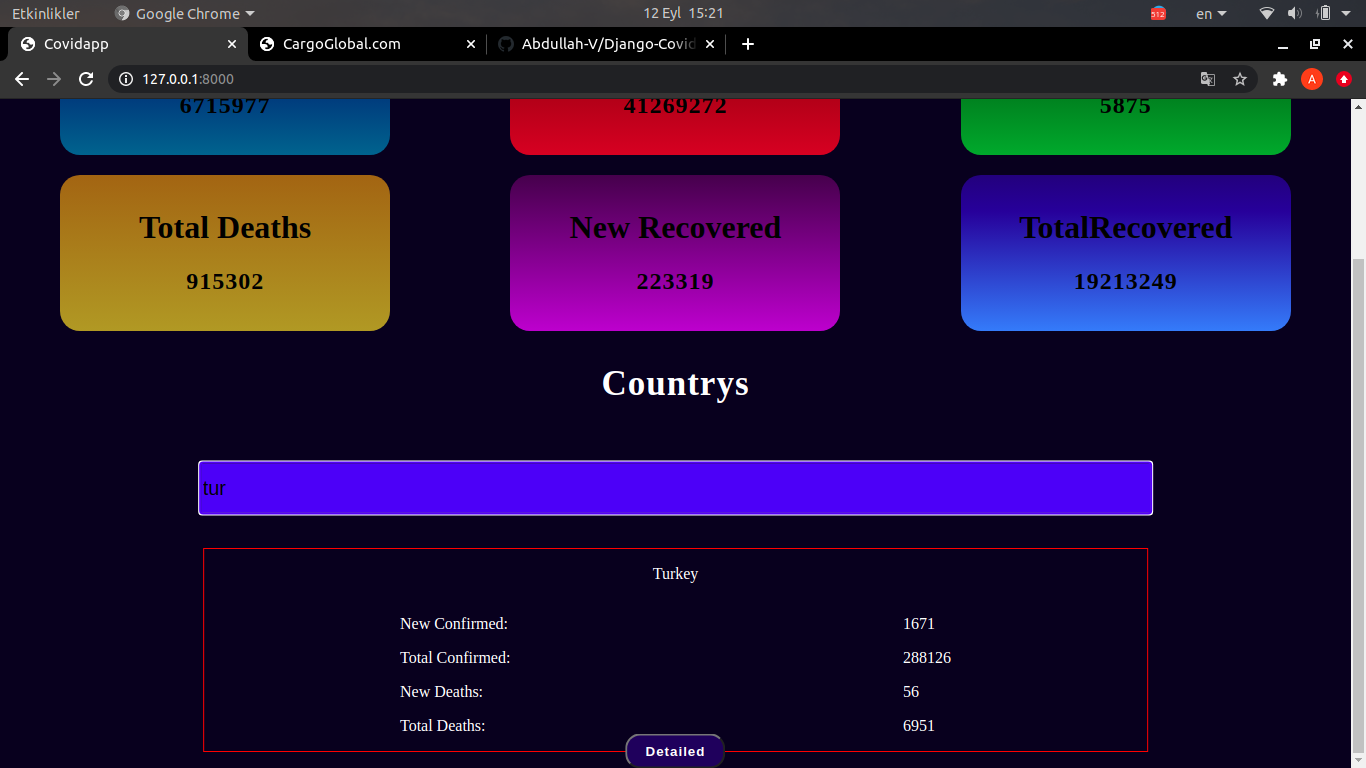 Etkinlikler Google Chrome 12 Eyl 15:21 512 en
Covidapp CargoGlobal.com Abdullah-V/Django-Covid
127.0.0.1:8000 A
6715977 41269272 5875
Total Deaths New Recovered TotalRecovered
915302 223319 19213249
Countrys
tur
Turkey
New Confirmed: 1671
Total Confirmed: 288126
New Deaths: 56
Total Deaths: 6951
Detailed